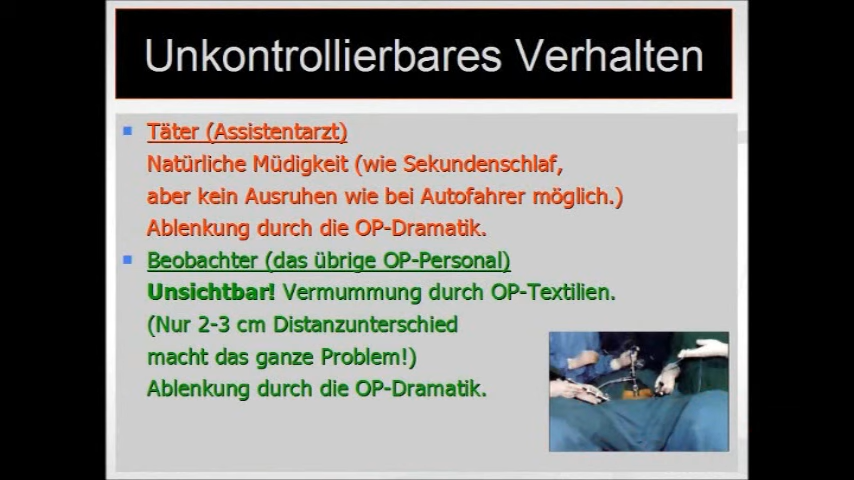 Unkontrollierbares Verhalten
Täter (Assistentarzt)
Natürliche Müdigkeit (wie Sekundenschlaf,
aber kein Ausruhen wie bei Autofahrer möglich.)
Ablenkung durch die OP-Dramatik.
Beobachter (das übrige OP-Personal)
Unsichtbar! Vermummung durch OP-Textilien.
(Nur 2-3 cm Distanzunterschied
macht das ganze Problem!)
Ablenkung durch die OP-Dramatik.